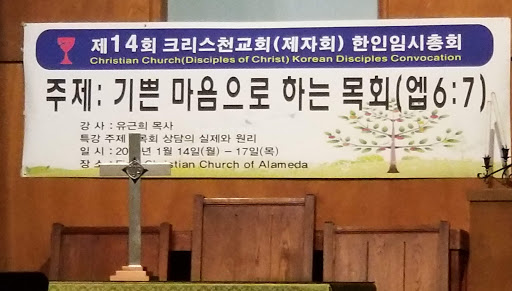 제14회 크리스천교회(제자회) 한인임시총회
Christian Church(Disciples of Christ) Korean Disciples Convocation
주제: 기쁜 마음으로 하는 목회(엡6:7)
강 사 : 유근희 목사
특강 주제 목회 상담의 실제와 원리
일 시 : 1월 14일(월) – 17일(목)
장 소 : Christian Church of Alameda